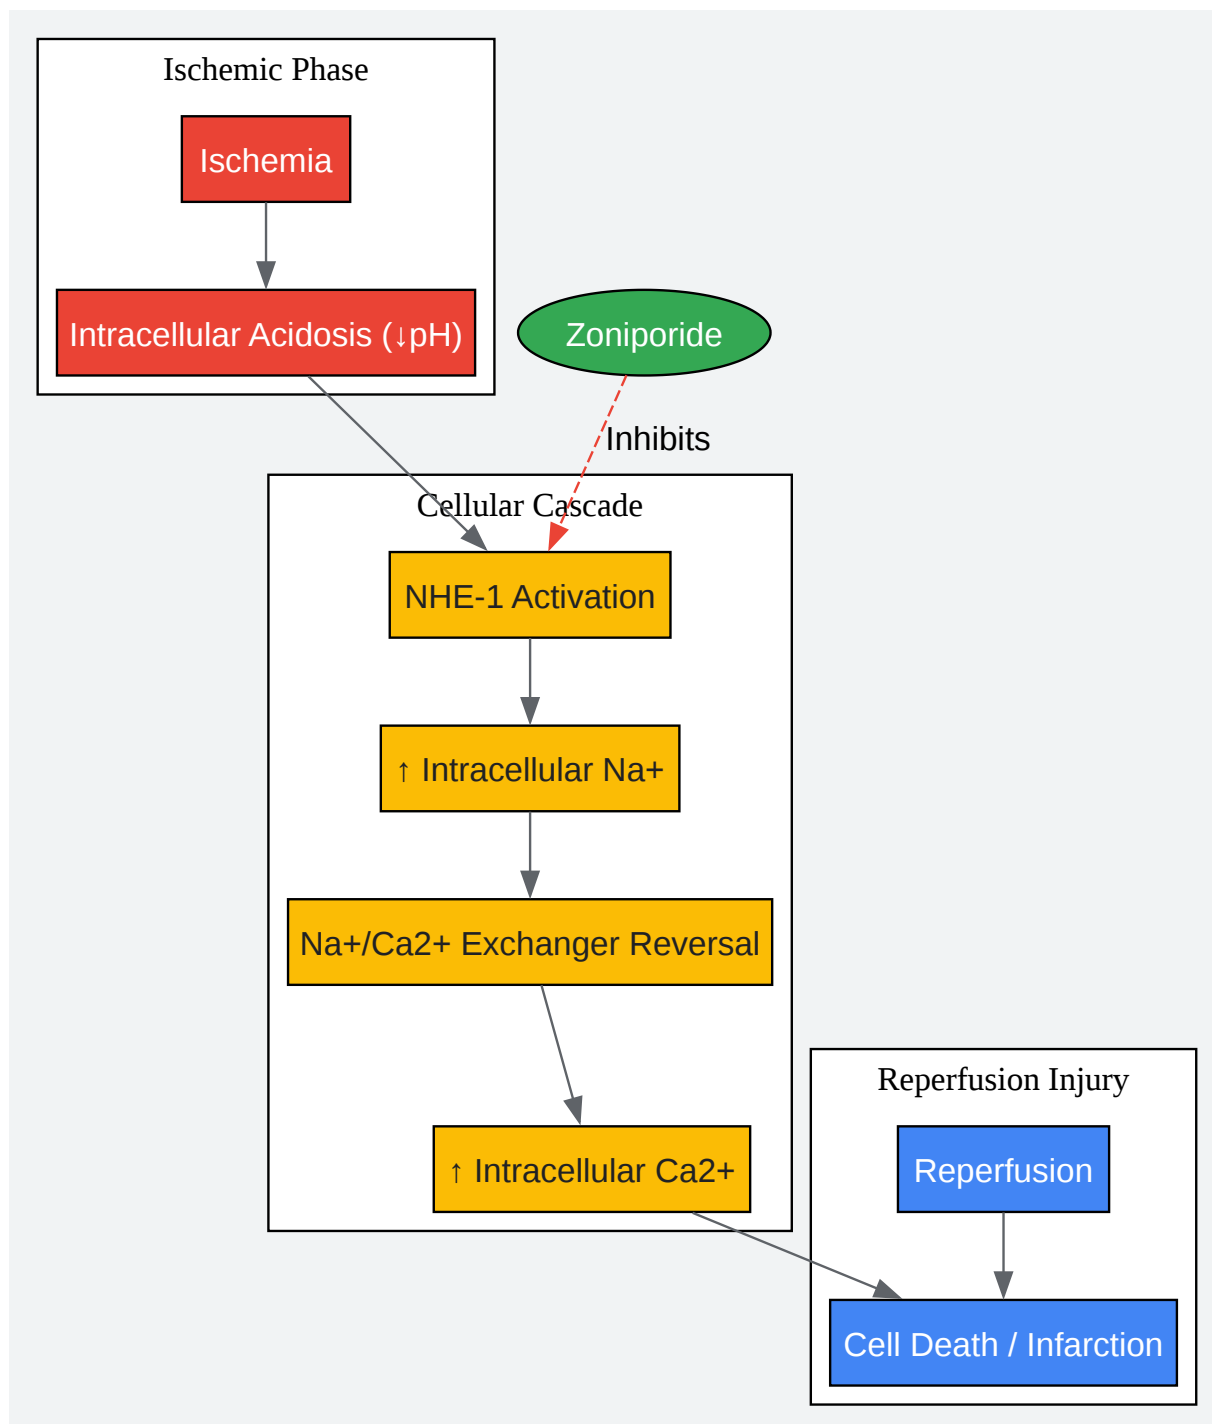 Ischemic Phase
Ischemia
Intracellular Acidosis (↓pH)
Zoniporide
Inhibits
Cellular Cascade
NHE-1 Activation
↑ Intracellular Na+
Na+/Ca2+ Exchanger Reversal
↑ Intracellular Ca2+
Reperfusion Injury
Reperfusion
Cell Death / Infarction